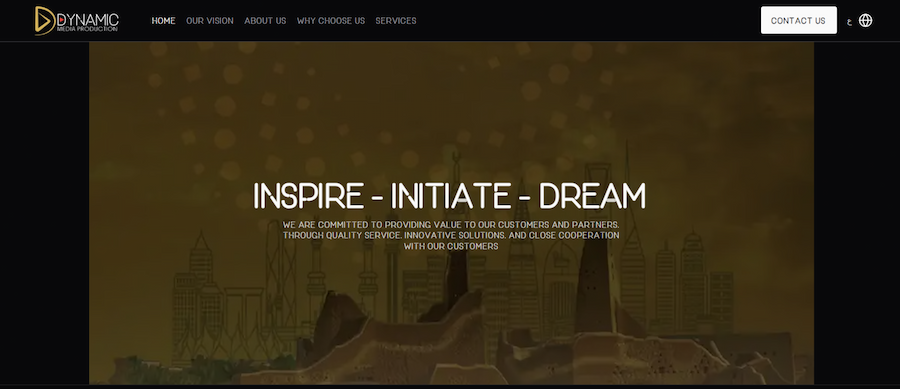 DYNAMIC
MEDIA PRODUCTION
HOME OUR VISION ABOUT US WHY CHOOSE US SERVICES
CONTACT US
ع
INSPIRE - INITIATE - DREAM
WE ARE COMMITTED TO PROVIDING VALUE TO OUR CUSTOMERS AND PARTNERS.
THROUGH QUALITY SERVICE. INNOVATIVE SOLUTIONS. AND CLOSE COOPERATION
WITH OUR CUSTOMERS